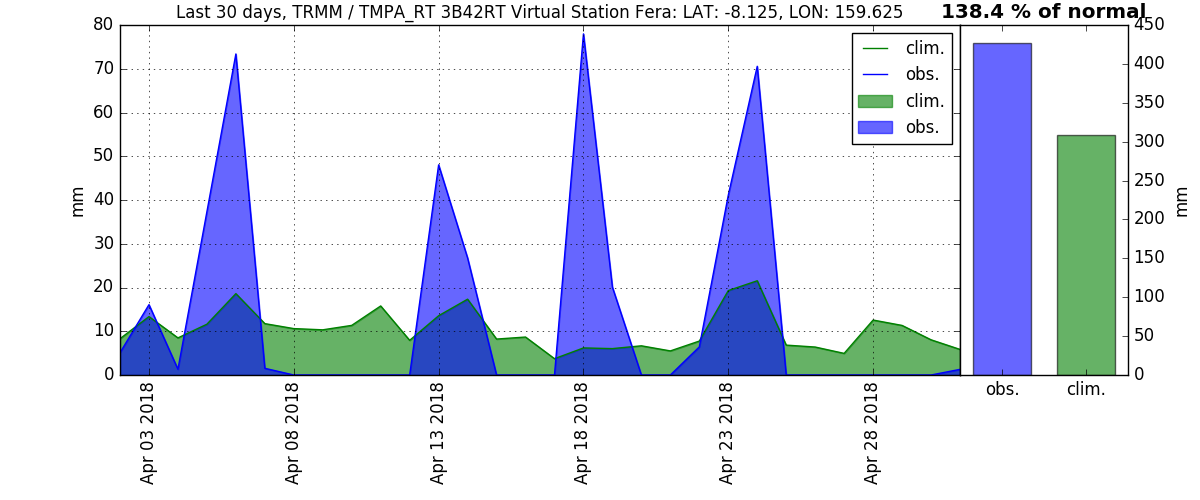 Last 30 days, TRMM / TMPA_RT 3B42RT Virtual Station Fera: LAT: -8.125, LON: 159.625
138.4 % of normal
80
70
60
50
40
30
20
10
0
mm
clim.
obs.
clim.
obs.
450
400
350
300
250
200
150
100
50
0
mm
Apr 03 2018
Apr 08 2018
Apr 13 2018
Apr 18 2018
Apr 23 2018
Apr 28 2018
obs.
clim.